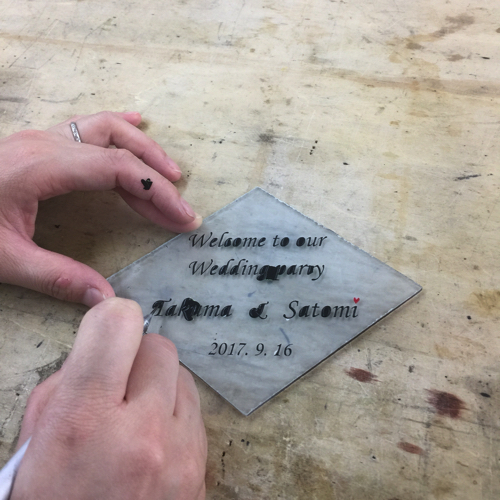 Welcome to our
Wedding party
Takuma & Satomi
2017. 9. 16